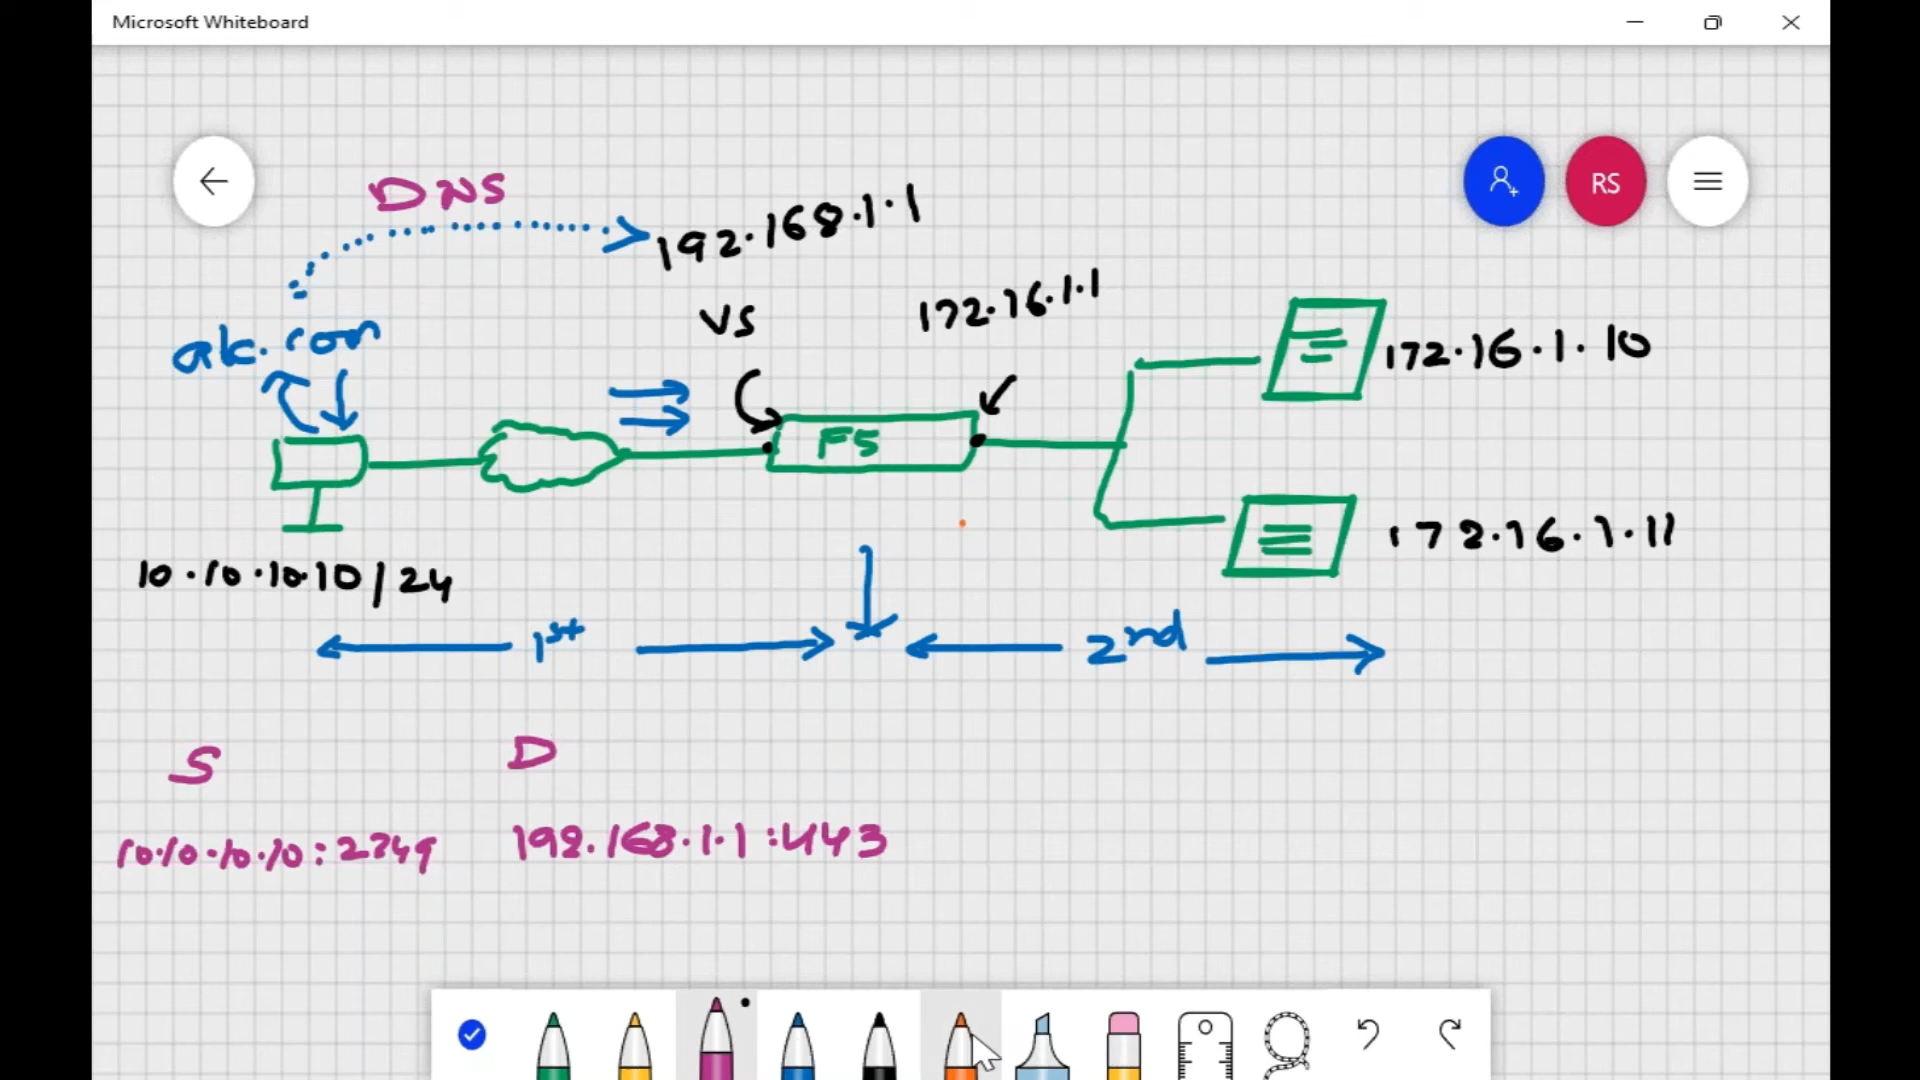 Microsoft Whiteboard
DNS
192.168.1.1
RS
VS
172.16.1.1
ak.com
172.16.1.10
F5
172.16.1.11
10.10.10.10/24
1st
2nd
S
D
10.10.10.10:2349
192.168.1.1:443